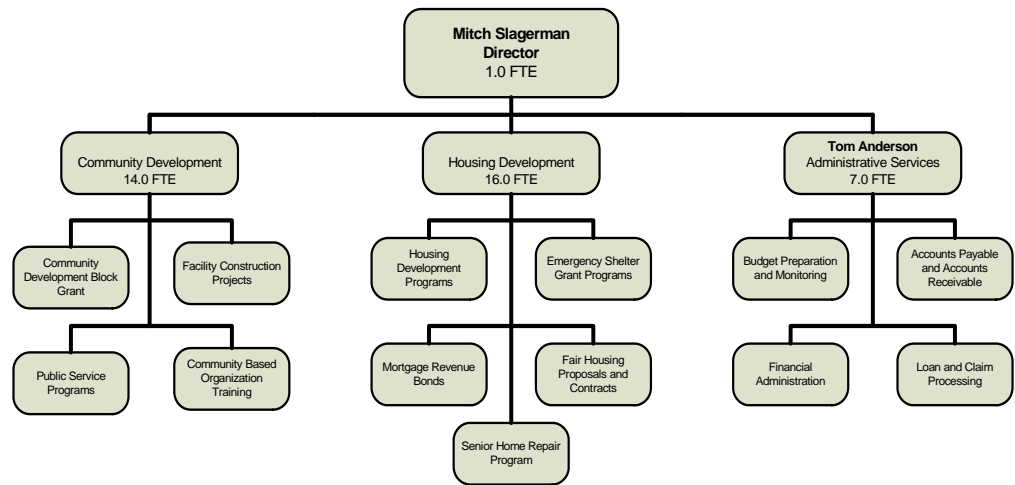 Mitch Slagerman
Director
1.0 FTE
Community Development
14.0 FTE
Housing Development
16.0 FTE
Tom Anderson
Administrative Services
7.0 FTE
Community
Development Block
Grant
Facility Construction
Projects
Housing
Development
Programs
Emergency Shelter
Grant Programs
Budget Preparation
and Monitoring
Accounts Payable
and Accounts
Receivable
Public Service
Programs
Community Based
Organization
Training
Mortgage Revenue
Bonds
Fair Housing
Proposals and
Contracts
Financial
Administration
Loan and Claim
Processing
Senior Home Repair
Program